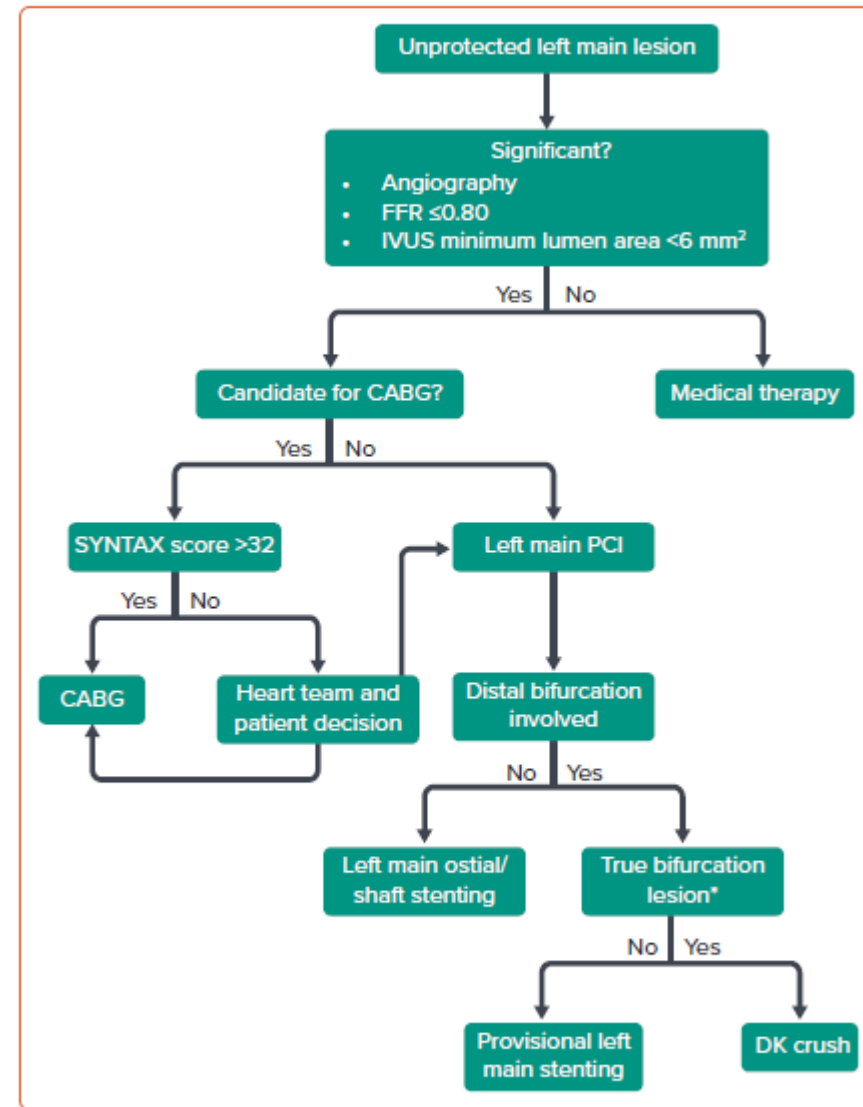 Unprotected left main lesion
Significant?
• Angiography
• FFR ≤0.80
• IVUS minimum lumen area <6 mm²
Yes No
Candidate for CABG?
Medical therapy
Yes No
SYNTAX score >32
Left main PCI
Yes No
CABG
Heart team and
patient decision
Distal bifurcation
involved
No Yes
Left main ostial/
shaft stenting
True bifurcation
lesion*
No Yes
Provisional left
main stenting
DK crush